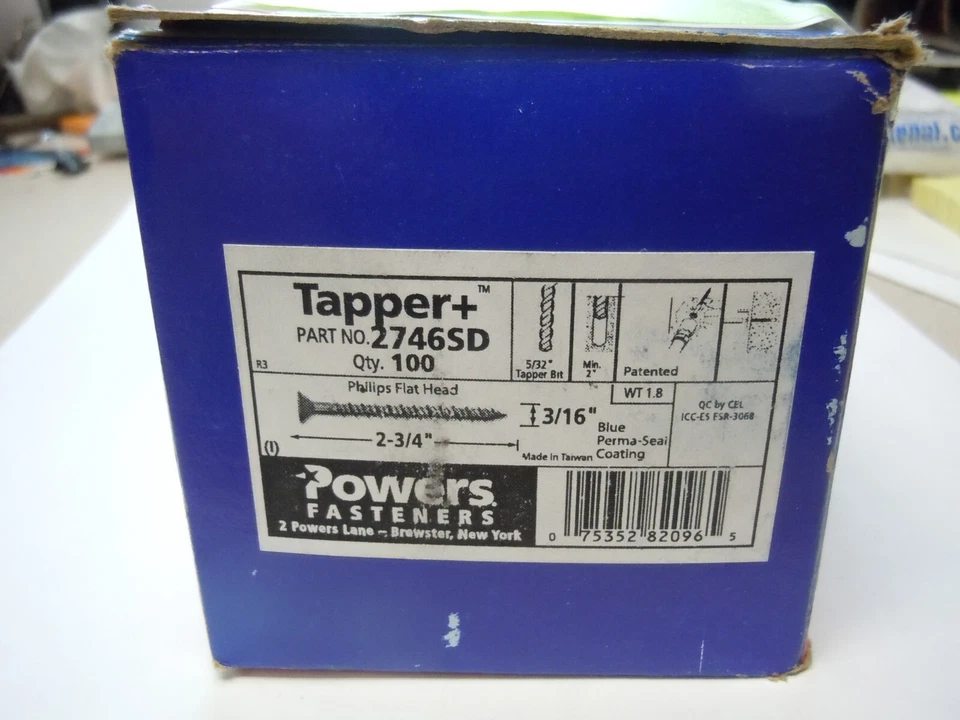 Tapper+™
PART NO. 2746SD
Qty. 100
R3
5/32"
Tapper Bit
Min.
2"
Patented
Philips Flat Head
WT 1.8
QC by CEL
ICC-ES ESR-3068
3/16"
Blue
Perma-Seal
Coating
2-3/4"
Made in Taiwan
(I)
Powers
FASTENERS
2 Powers Lane – Brewster, New York
0 75352 82096 5